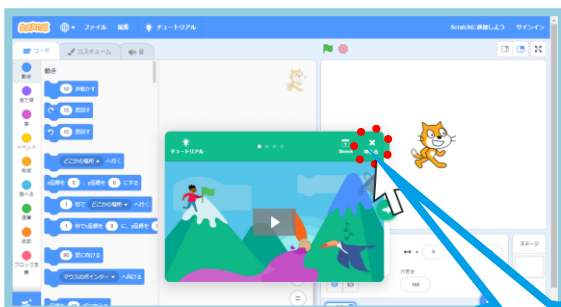 SCRATCH ファイル 編集 チュートリアル Scratchに参加しよう サインイン
コード コスチューム 音
動き
動き
10 歩動かす
見た目
15 度回す
音
15 度回す
イベント
どこかの場所 へ行く
制御
x座標を 0 、y座標を 0 にする
調べる
1 秒で どこかの場所 へ行く
演算
1 秒でx座標を 0 に、y座標を
変数
90 度に向ける
ブロック定義
マウスのポインター へ向ける
チュートリアル Shrink 閉じる
大きさ
100
ステージ